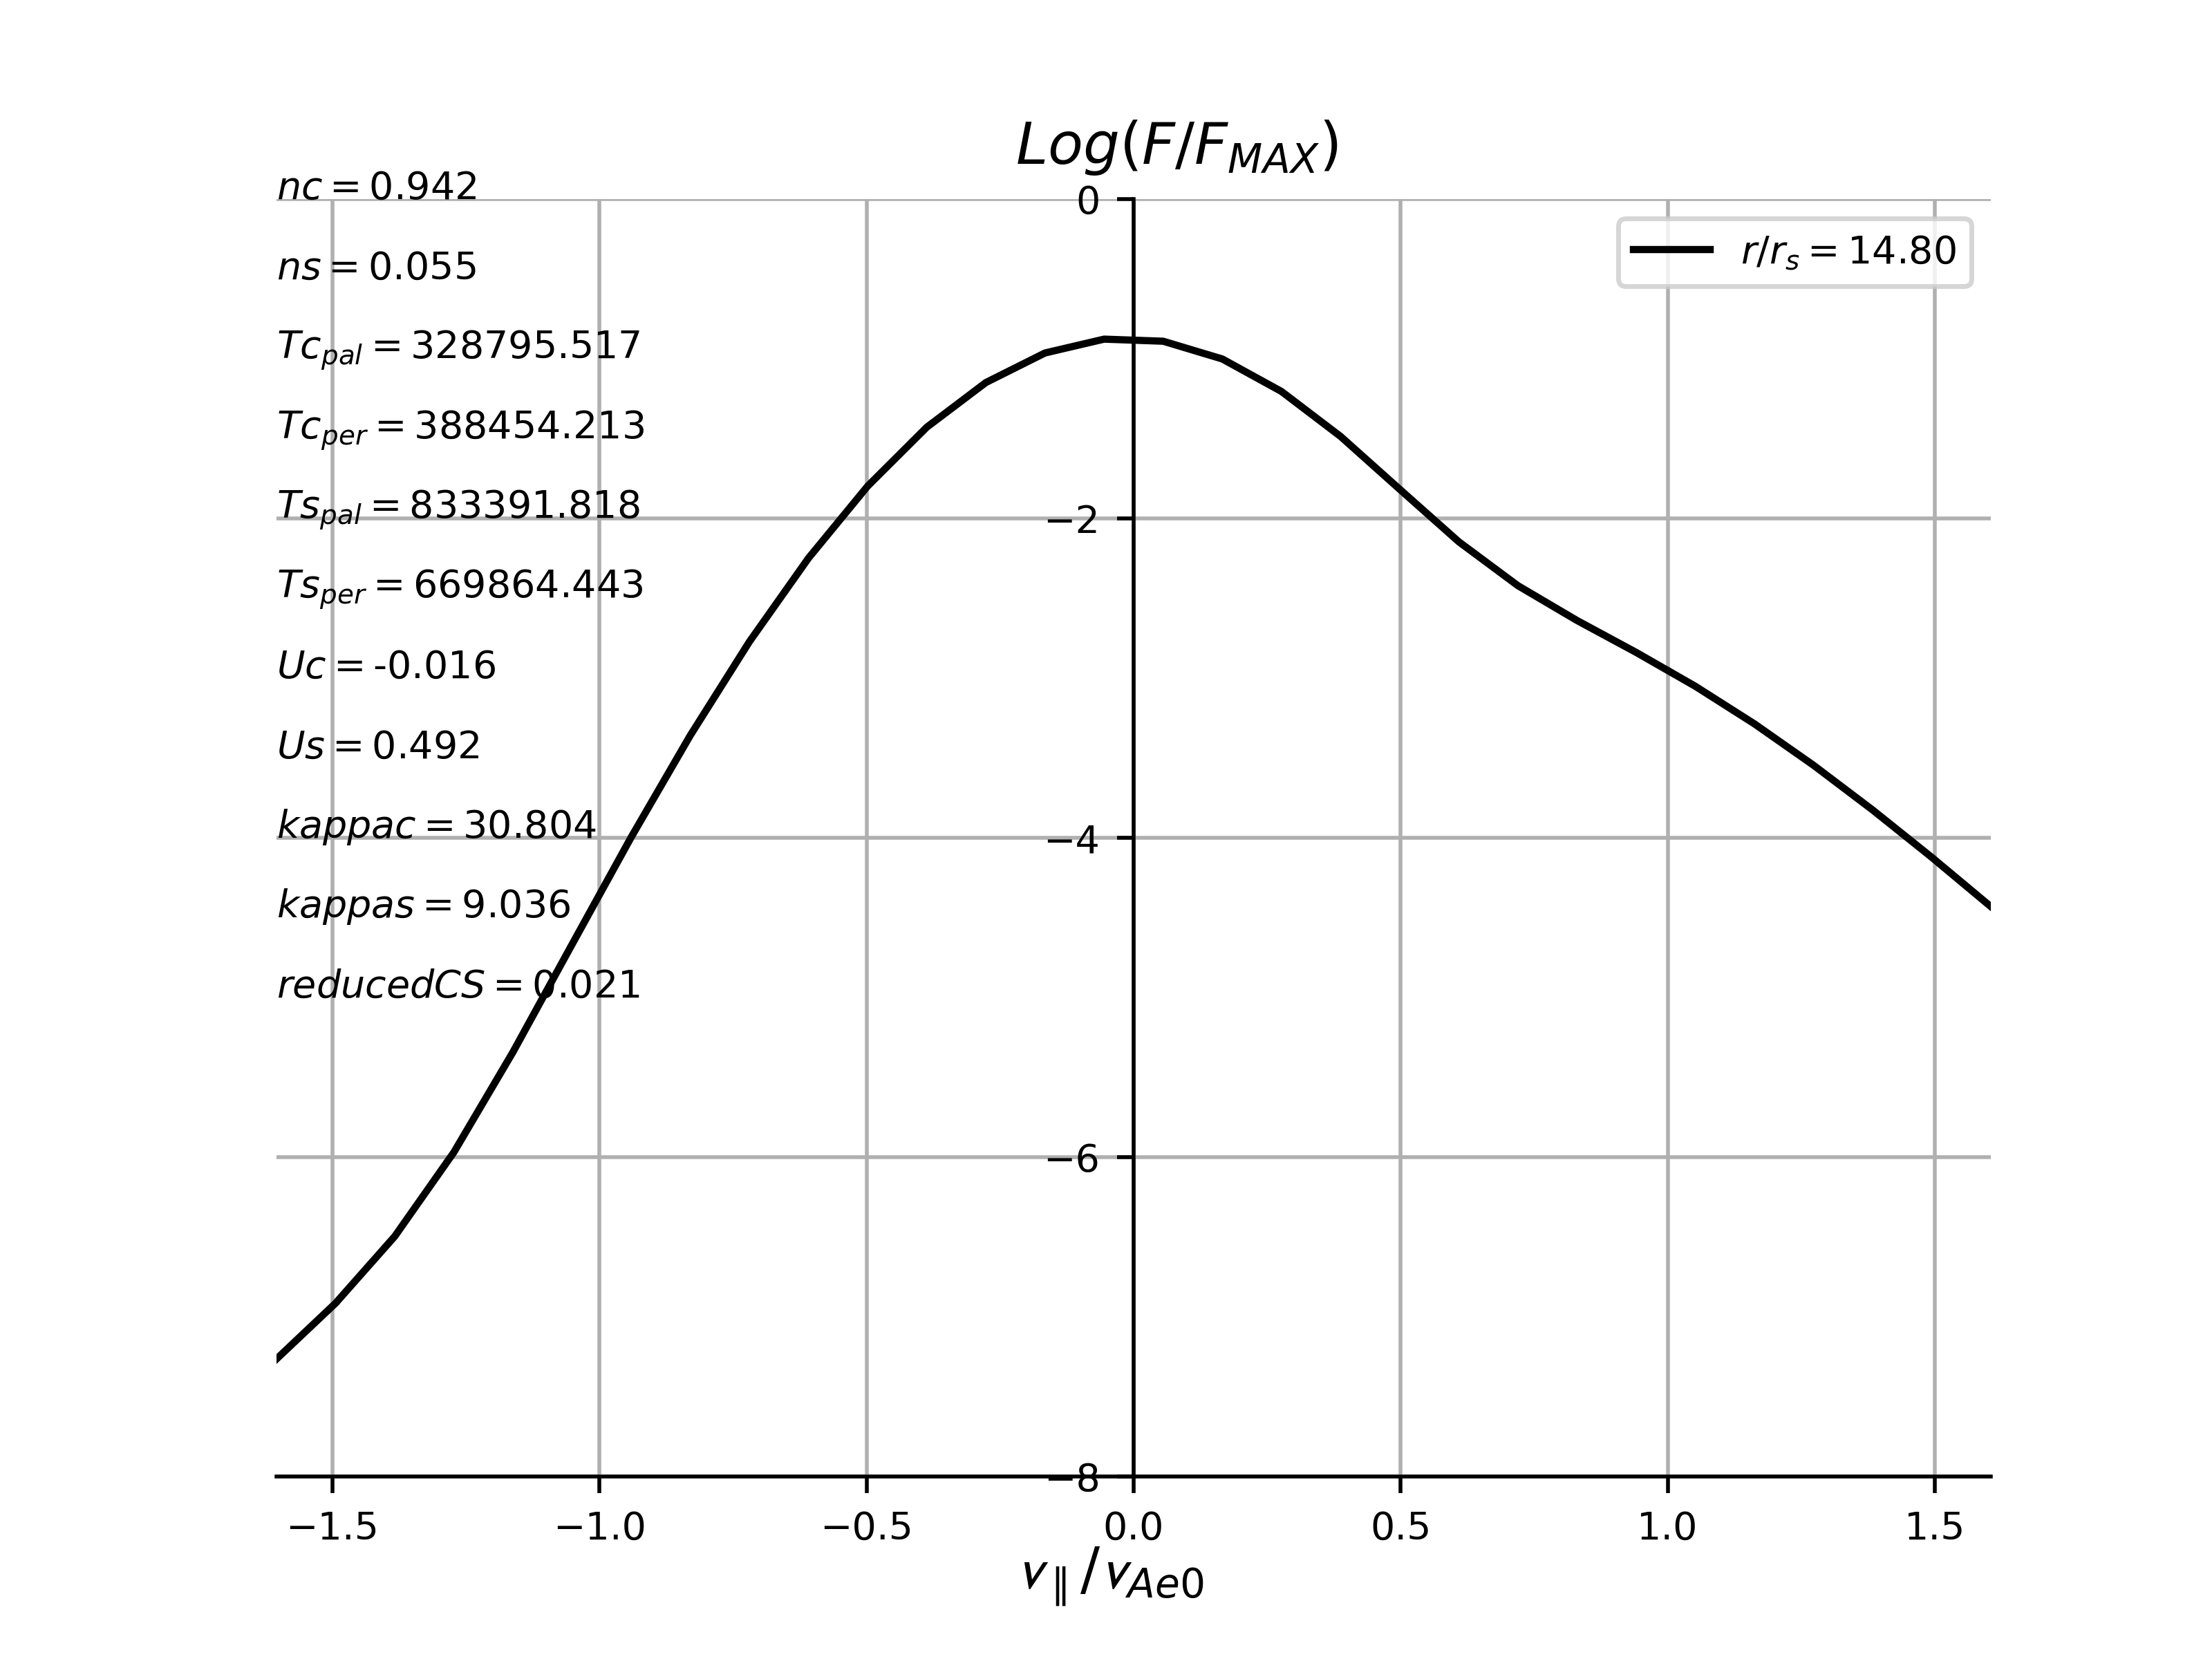 Log(F/F_MAX)
nc = 0.942
ns = 0.055
Tc_pal = 328795.517
Tc_per = 388454.213
Ts_pal = 833391.818
Ts_per = 669864.443
Uc = -0.016
Us = 0.492
kappac = 30.804
kappas = 9.036
reducedCS = 0.021
r/r_s = 14.80
0
−2
−4
−6
−8
−1.5 −1.0 −0.5 0.0 0.5 1.0 1.5
v_∥/v_Ae0